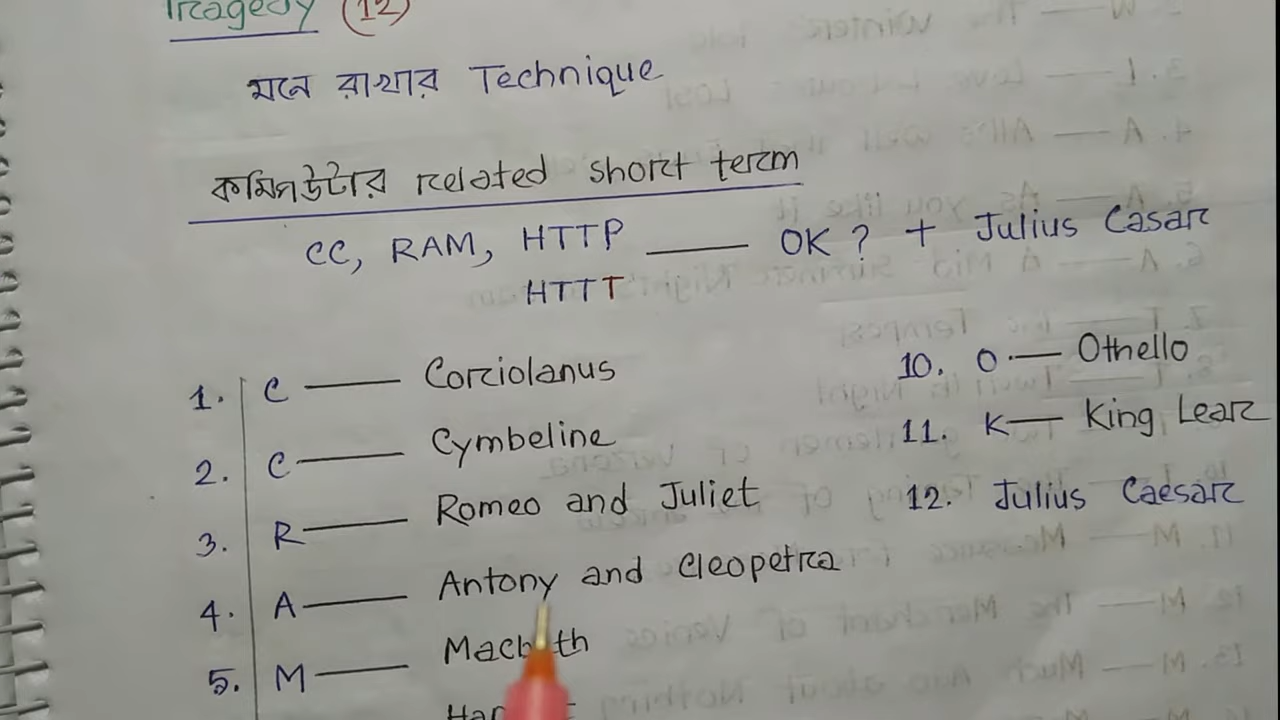 Tragedy (12)
মনে রাখার Technique
কম্পিউটার related short term
CC, RAM, HTTP —— OK ? + Julius Casar
HTTT
1. C —— Coriolanus
2. C —— Cymbeline
3. R —— Romeo and Juliet
4. A —— Antony and Cleopetra
5. M —— Macbeth
10. O —— Othello
11. K — King Lear
12. Julius Caesar